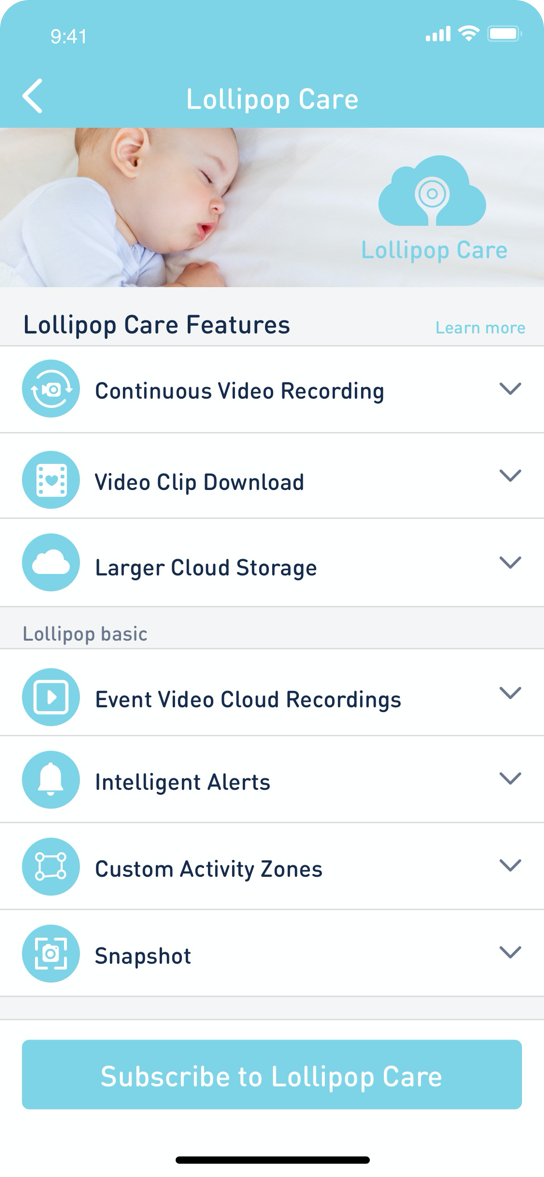 9:41
Lollipop Care
Lollipop Care
Lollipop Care Features
Learn more
Continuous Video Recording
Video Clip Download
Larger Cloud Storage
Lollipop basic
Event Video Cloud Recordings
Intelligent Alerts
Custom Activity Zones
Snapshot
Subscribe to Lollipop Care